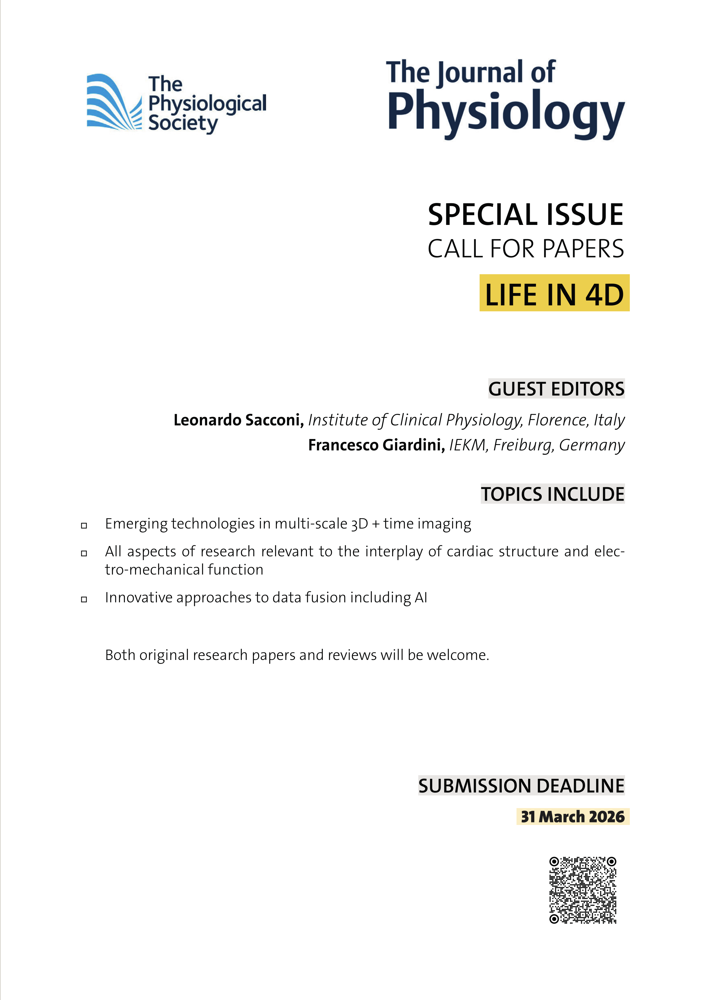 The
Physiological
Society
The Journal of
Physiology
SPECIAL ISSUE
CALL FOR PAPERS
LIFE IN 4D
GUEST EDITORS
Leonardo Sacconi, Institute of Clinical Physiology, Florence, Italy
Francesco Giardini, IEKM, Freiburg, Germany
TOPICS INCLUDE
Emerging technologies in multi-scale 3D + time imaging
All aspects of research relevant to the interplay of cardiac structure and elec-
tro-mechanical function
Innovative approaches to data fusion including AI
Both original research papers and reviews will be welcome.
SUBMISSION DEADLINE
31 March 2026